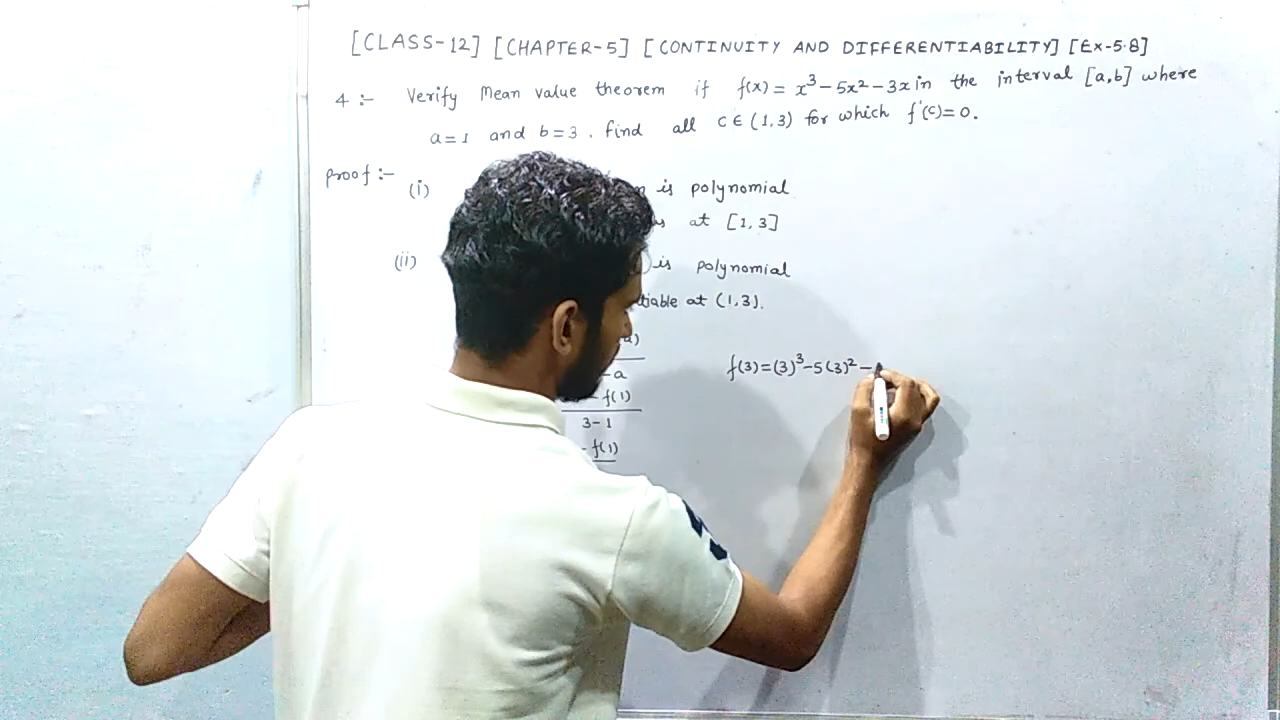 [CLASS-12] [CHAPTER-5] [CONTINUITY AND DIFFERENTIABILITY] [Ex-5.8]
4 :- Verify Mean value theorem if f(x) = x³ - 5x² - 3x in the interval [a,b] where
a=1 and b=3. find all c ∈ (1,3) for which f'(c)=0.
Proof :-
(i) is polynomial
at [1,3]
(ii) is polynomial
at (1,3).
-a
- f(1)
3-1
- f(1)
f(3)=(3)³-5(3)²-